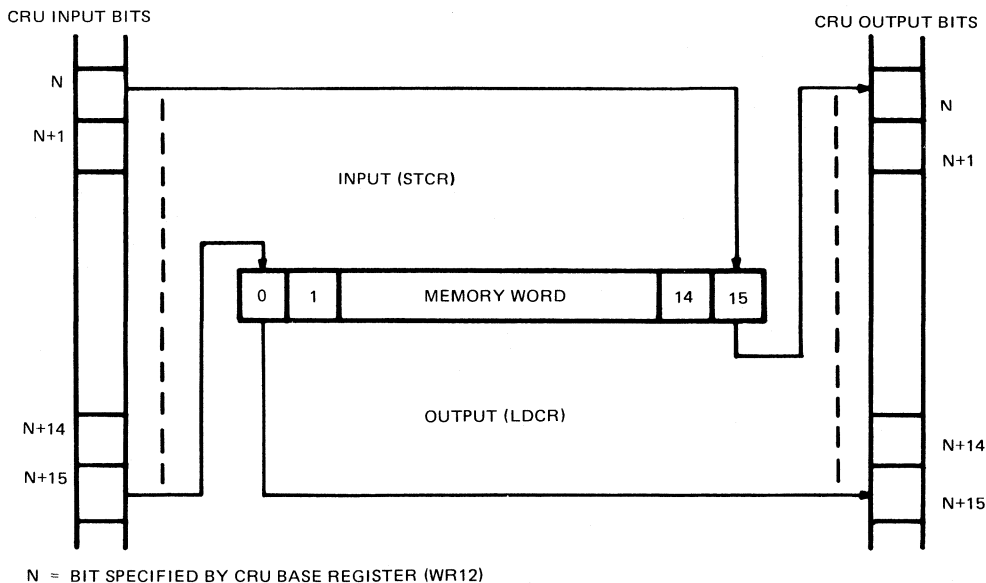 CRU INPUT BITS
CRU OUTPUT BITS
N
N
N+1
N+1
INPUT (STCR)
0 1 MEMORY WORD 14 15
OUTPUT (LDCR)
N+14
N+14
N+15
N+15
N = BIT SPECIFIED BY CRU BASE REGISTER (WR12)